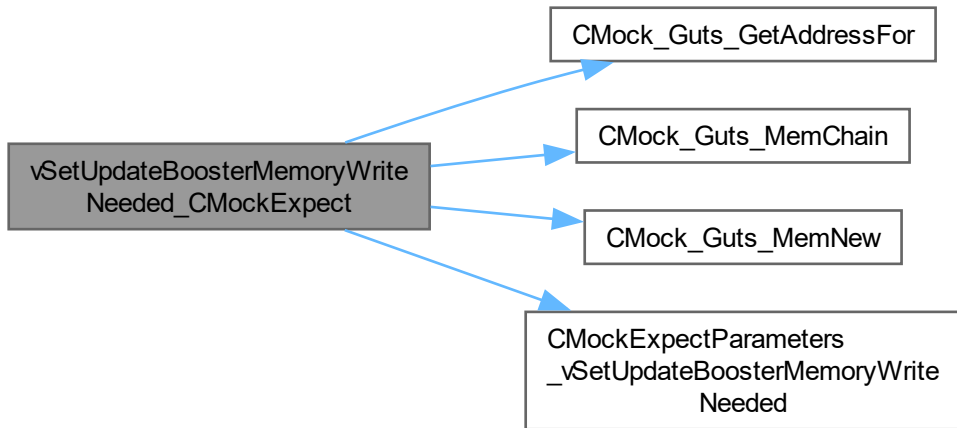 CMock_Guts_GetAddressFor
CMock_Guts_MemChain
vSetUpdateBoosterMemoryWrite
Needed_CMockExpect
CMock_Guts_MemNew
CMockExpectParameters
_vSetUpdateBoosterMemoryWrite
Needed